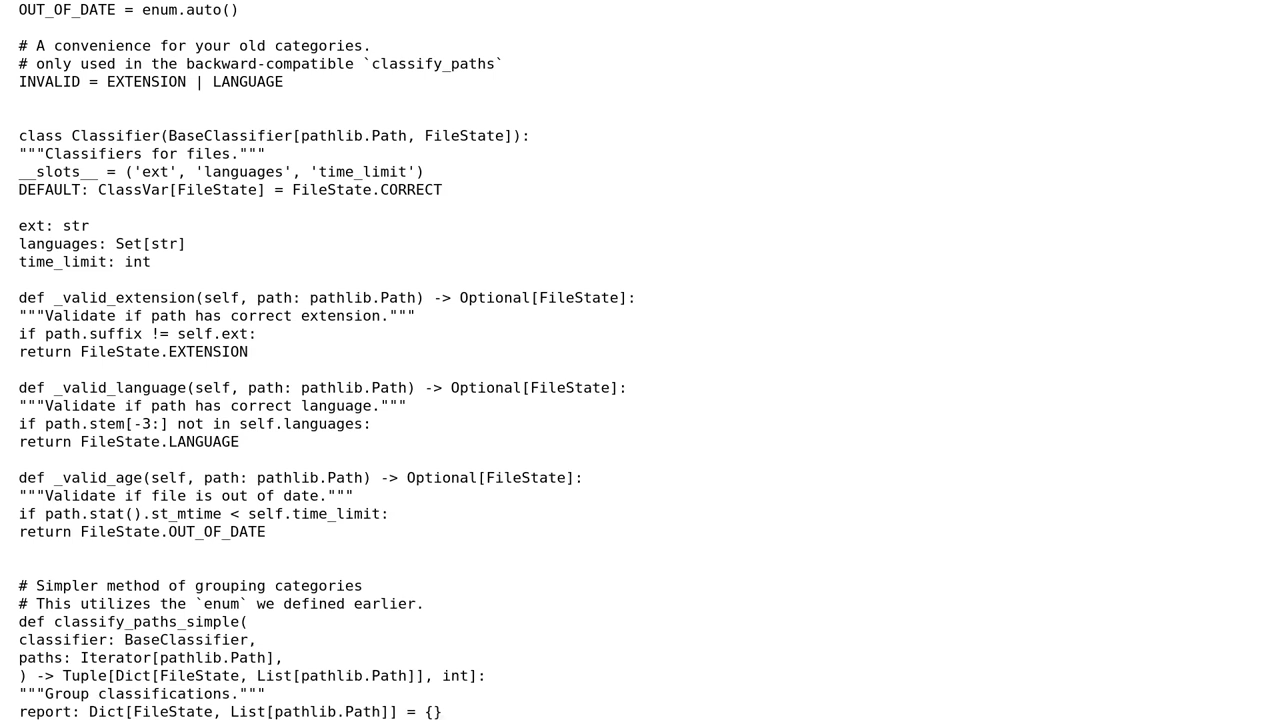 OUT_OF_DATE = enum.auto()
# A convenience for your old categories.
# only used in the backward-compatible `classify_paths`
INVALID = EXTENSION | LANGUAGE
class Classifier(BaseClassifier[pathlib.Path, FileState]):
"""Classifiers for files."""
__slots__ = ('ext', 'languages', 'time_limit')
DEFAULT: ClassVar[FileState] = FileState.CORRECT
ext: str
languages: Set[str]
time_limit: int
def _valid_extension(self, path: pathlib.Path) -> Optional[FileState]:
"""Validate if path has correct extension."""
if path.suffix != self.ext:
return FileState.EXTENSION
def _valid_language(self, path: pathlib.Path) -> Optional[FileState]:
"""Validate if path has correct language."""
if path.stem[-3:] not in self.languages:
return FileState.LANGUAGE
def _valid_age(self, path: pathlib.Path) -> Optional[FileState]:
"""Validate if file is out of date."""
if path.stat().st_mtime < self.time_limit:
return FileState.OUT_OF_DATE
# Simpler method of grouping categories
# This utilizes the `enum` we defined earlier.
def classify_paths_simple(
classifier: BaseClassifier,
paths: Iterator[pathlib.Path],
) -> Tuple[Dict[FileState, List[pathlib.Path]], int]:
"""Group classifications."""
report: Dict[FileState, List[pathlib.Path]] = {}